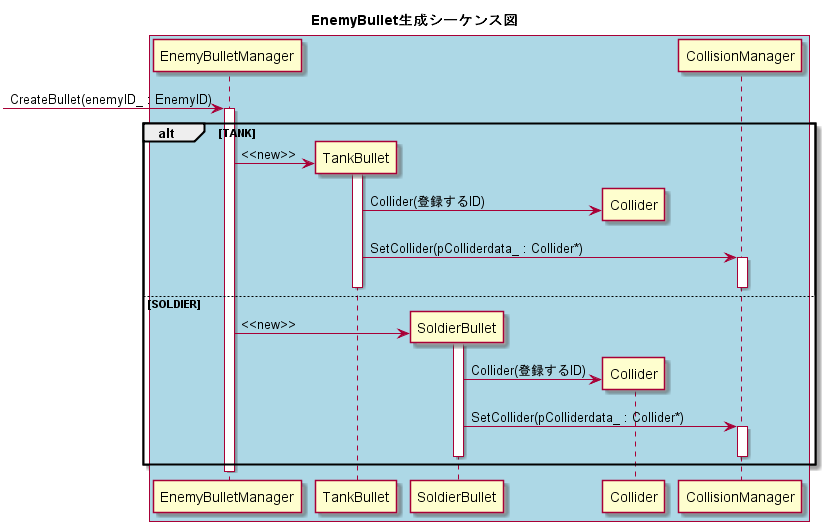 EnemyBullet生成シーケンス図
EnemyBulletManager
CollisionManager
CreateBullet(enemyID_ : EnemyID)
alt
[TANK]
<<new>>
TankBullet
Collider(登録するID)
Collider
SetCollider(pColliderdata_ : Collider*)
[SOLDIER]
<<new>>
SoldierBullet
Collider(登録するID)
Collider
SetCollider(pColliderdata_ : Collider*)
EnemyBulletManager
TankBullet
SoldierBullet
Collider
CollisionManager